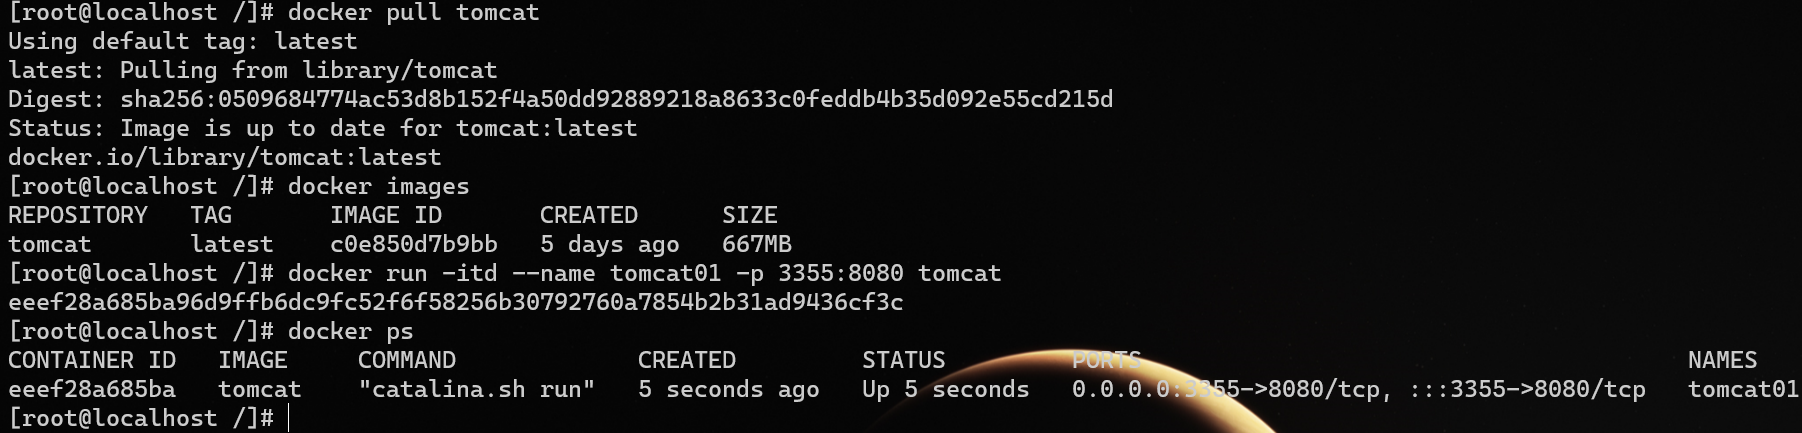 [root@localhost /]# docker pull tomcat
Using default tag: latest
latest: Pulling from library/tomcat
Digest: sha256:0509684774ac53d8b152f4a50dd92889218a8633c0feddb4b35d092e55cd215d
Status: Image is up to date for tomcat:latest
docker.io/library/tomcat:latest
[root@localhost /]# docker images
REPOSITORY   TAG       IMAGE ID       CREATED      SIZE
tomcat       latest    c0e850d7b9bb   5 days ago   667MB
[root@localhost /]# docker run -itd --name tomcat01 -p 3355:8080 tomcat
eeef28a685ba96d9ffb6dc9fc52f6f58256b30792760a7854b2b31ad9436cf3c
[root@localhost /]# docker ps
CONTAINER ID   IMAGE     COMMAND             CREATED         STATUS         PORTS                                       NAMES
eeef28a685ba   tomcat    "catalina.sh run"   5 seconds ago   Up 5 seconds   0.0.0.0:3355->8080/tcp, :::3355->8080/tcp   tomcat01
[root@localhost /]#